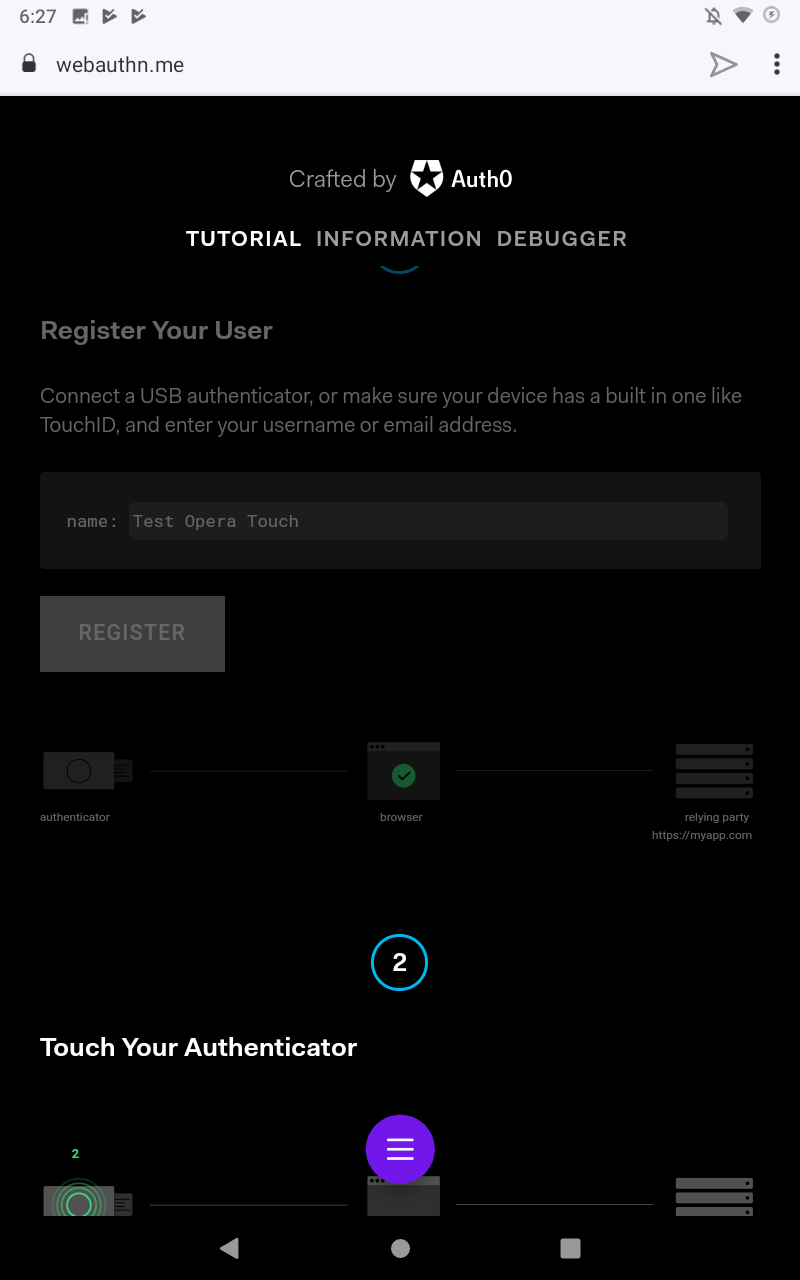 6:27
webauthn.me
Crafted by Auth0
TUTORIAL INFORMATION DEBUGGER
Register Your User
Connect a USB authenticator, or make sure your device has a built in one like
TouchID, and enter your username or email address.
name: Test Opera Touch
REGISTER
authenticator browser relying party
https://myapp.com
2
Touch Your Authenticator
2